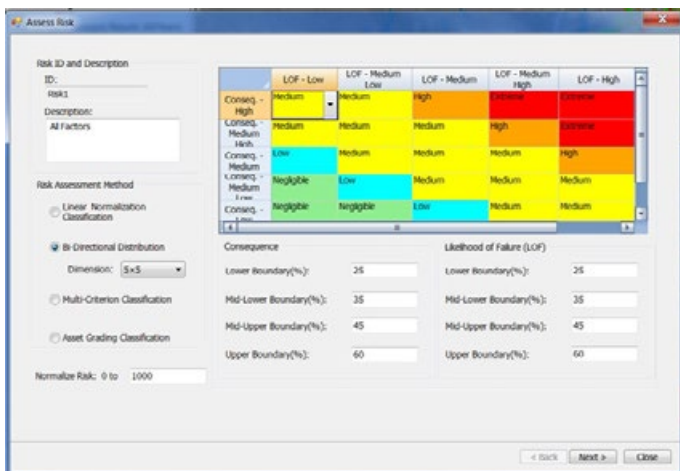 Assess Risk
Risk ID and Description
ID:
Risk1
Description:
All Factors
Risk Assessment Method
Linear Normalization
Classification
Bi-Directional Distribution
Dimension: 5x5
Multi-Criterion Classification
Asset Grading Classification
Normalize Risk: 0 to 1000
LOF - Low LOF - Medium Low LOF - Medium LOF - Medium High LOF - High
Conseq. - High Medium Medium High Extreme Extreme
Conseq. - Medium High Medium Medium Medium High Extreme
Conseq. - Medium Low Medium Medium Medium High
Conseq. - Medium Low Negligible Low Medium Medium Medium
Conseq. - Low Negligible Negligible Low Medium Medium
Consequence
Lower Boundary(%): 25
Mid-Lower Boundary(%): 35
Mid-Upper Boundary(%): 45
Upper Boundary(%): 60
Likelihood of Failure (LOF)
Lower Boundary(%): 25
Mid-Lower Boundary(%): 35
Mid-Upper Boundary(%): 45
Upper Boundary(%): 60
< Back Next > Close